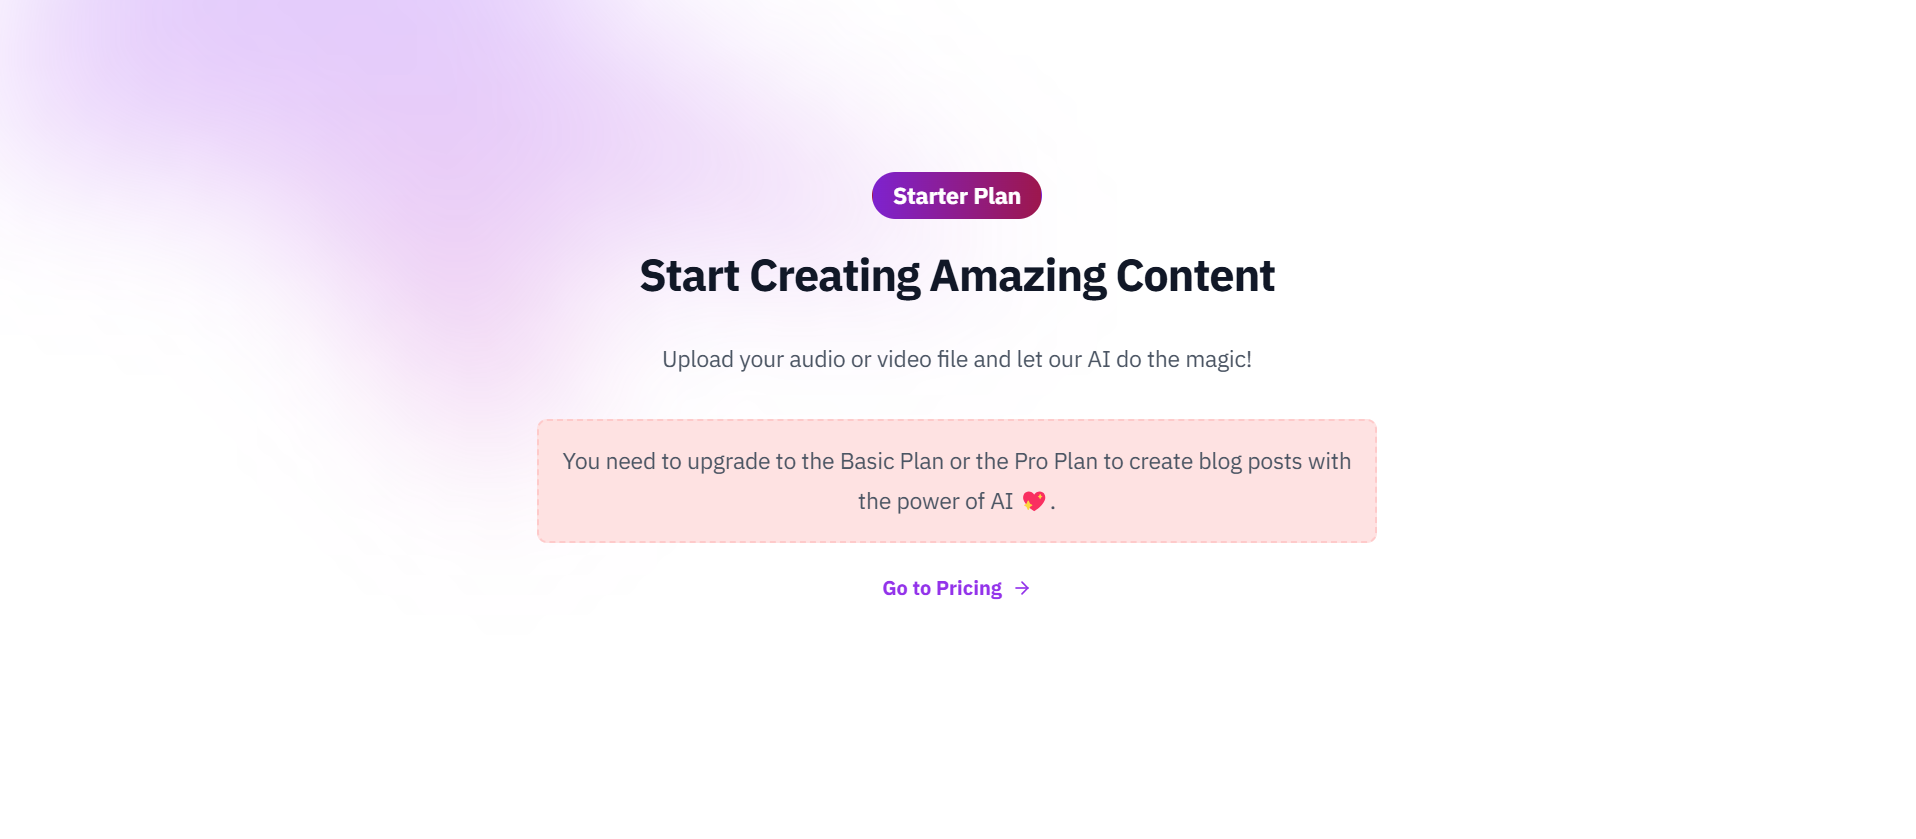 Starter Plan
Start Creating Amazing Content
Upload your audio or video file and let our AI do the magic!
You need to upgrade to the Basic Plan or the Pro Plan to create blog posts with
the power of AI 💖.
Go to Pricing →